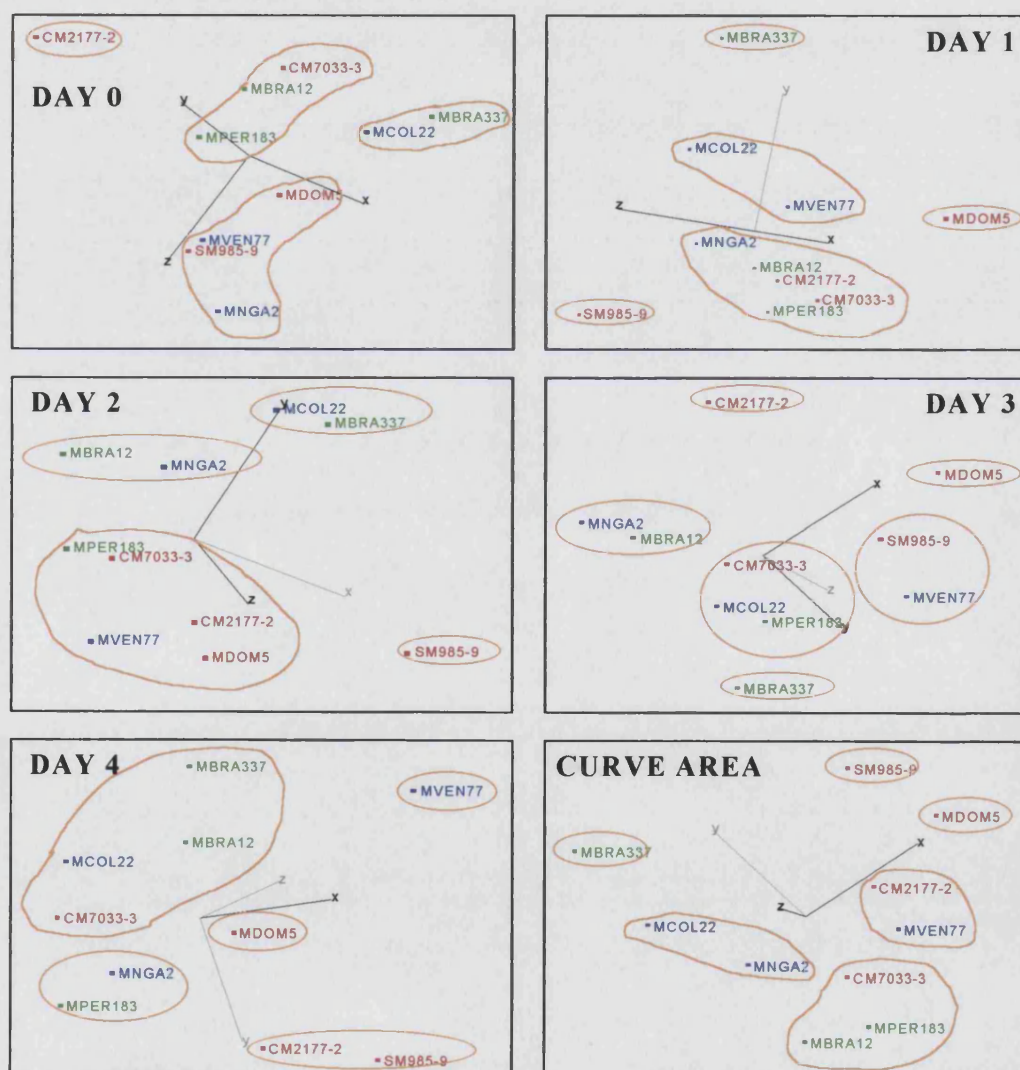 CM2177-2
DAY 0
y
CM7033-3
MBRA12
MPER183
MBRA337
MCOL22
MDOM5
x
MVEN77
SM985-9
z
MNGA2
MBRA337
DAY 1
y
MCOL22
z
MVEN77
MDOM5
MNGA2
x
MBRA12
CM2177-2
CM7033-3
MPER183
SM985-9
DAY 2
y
MCOL22
MBRA337
MBRA12
MNGA2
MPER183
CM7033-3
z
x
CM2177-2
MVEN77
MDOM5
SM985-9
CM2177-2
DAY 3
MDOM5
x
MNGA2
MBRA12
SM985-9
CM7033-3
z
MCOL22
MVEN77
MPER183
y
MBRA337
DAY 4
MBRA337
MVEN77
MBRA12
MCOL22
z
x
CM7033-3
MDOM5
MNGA2
MPER183
y
CM2177-2
SM985-9
CURVE AREA
SM985-9
MDOM5
y
x
MBRA337
CM2177-2
z
MCOL22
MVEN77
MNGA2
CM7033-3
MPER183
MBRA12